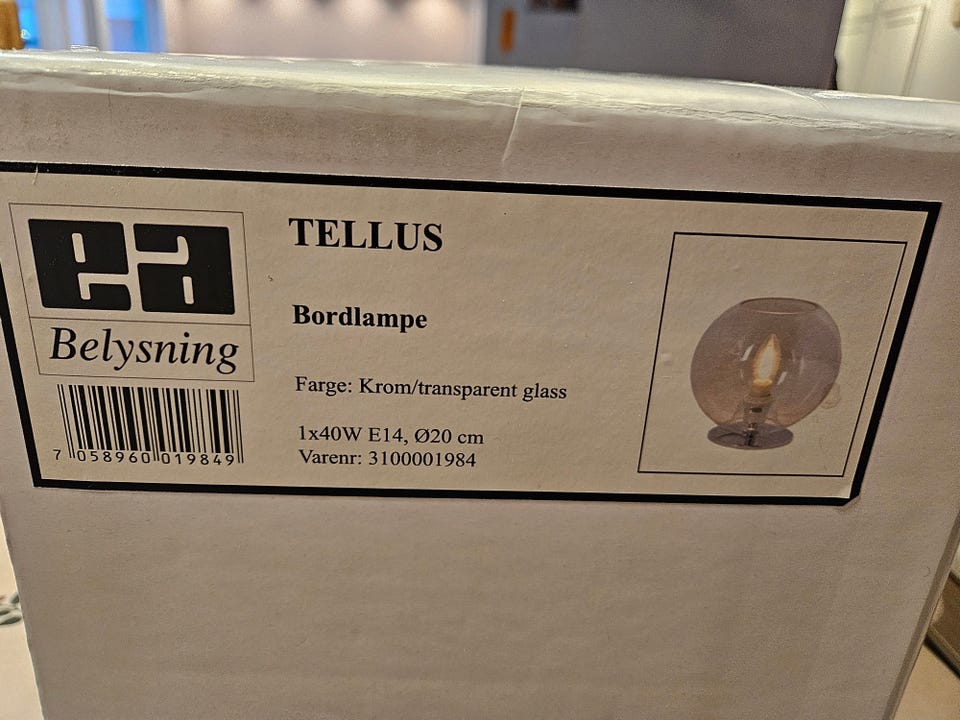 ea
Belysning
7 058960 019849
TELLUS
Bordlampe
Farge: Krom/transparent glass
1x40W E14, Ø20 cm
Varenr: 3100001984